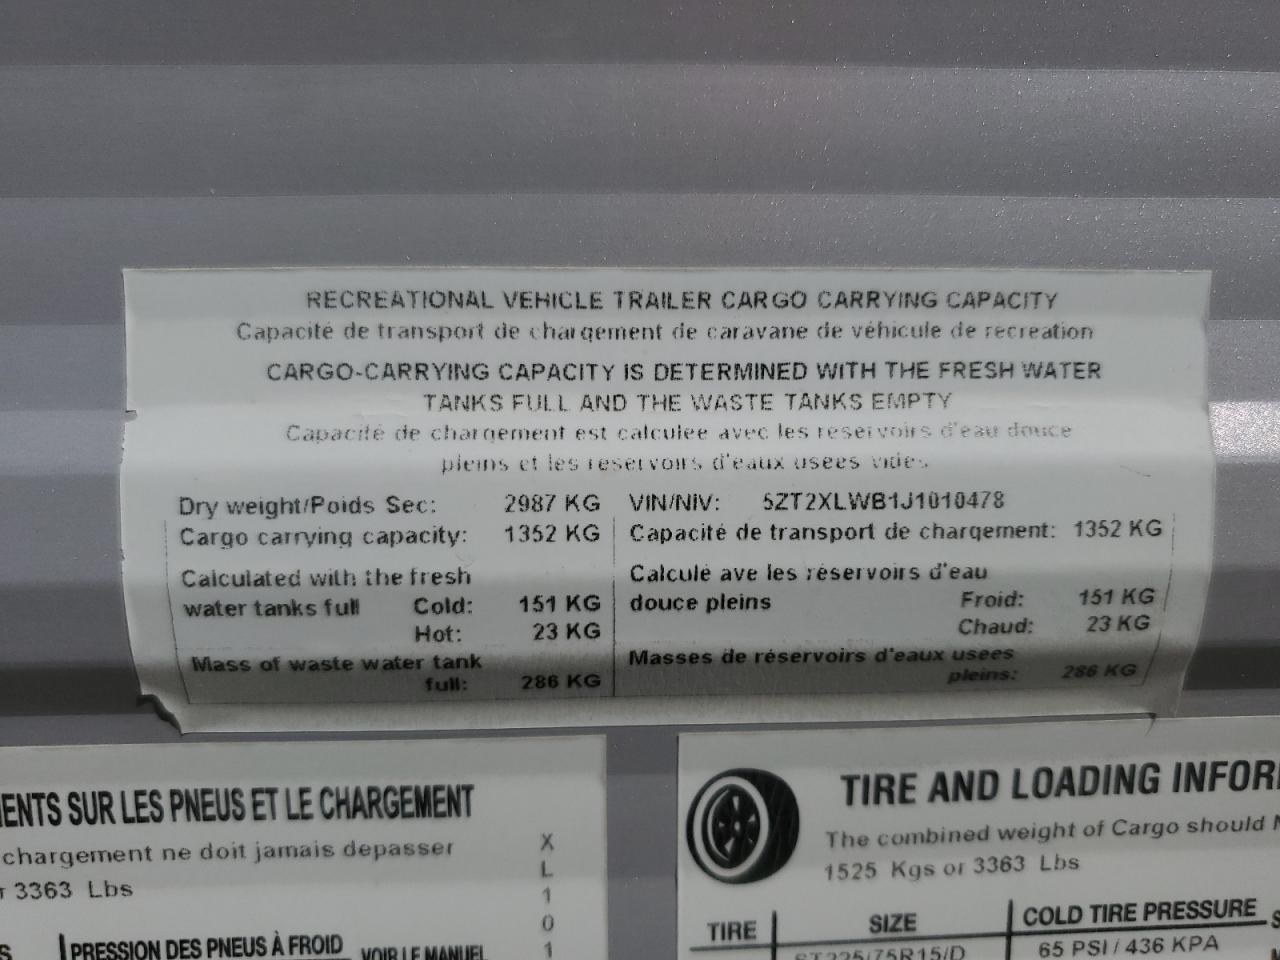 RECREATIONAL VEHICLE TRAILER CARGO CARRYING CAPACITY
Capacité de transport de chargement de caravane de véhicule de recreation
CARGO-CARRYING CAPACITY IS DETERMINED WITH THE FRESH WATER
TANKS FULL AND THE WASTE TANKS EMPTY
Capacité de chargement est calculee avec les reservoirs d'eau douce
pleins et les reservoirs d'eaux usees vides
Dry weight/Poids Sec: 2987 KG
Cargo carrying capacity: 1352 KG
Calculated with the fresh
water tanks full Cold: 151 KG
Hot: 23 KG
Mass of waste water tank
full: 286 KG
VIN/NIV: 5ZT2XLWB1J1010478
Capacité de transport de chargement: 1352 KG
Calculé ave les réservoirs d'eau
douce pleins Froid: 151 KG
Chaud: 23 KG
Masses de réservoirs d'eaux usees
pleins: 286 KG
SUR LES PNEUS ET LE CHARGEMENT
chargement ne doit jamais depasser
3363 Lbs
X
L
1
0
1
PRESSION DES PNEUS À FROID VOIR LE MANUEL
TIRE AND LOADING
The combined weight of Cargo should
1525 Kgs or 3363 Lbs
TIRE SIZE COLD TIRE PRESSURE
ST225/75R15/D 65 PSI / 436 KPA